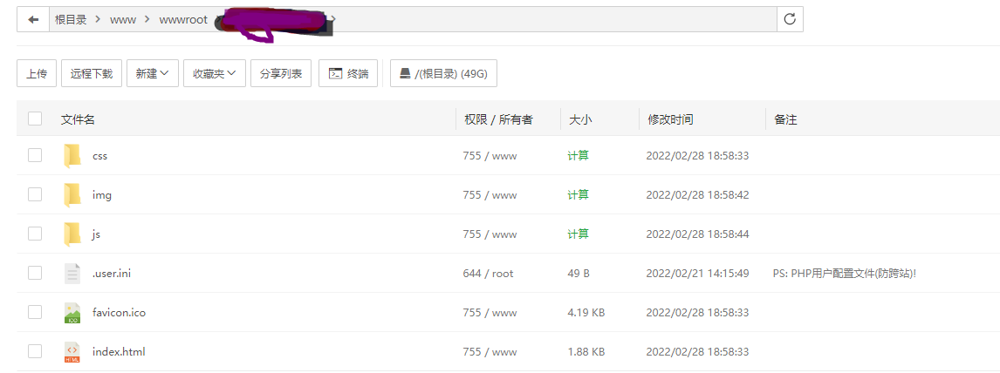 根目录 www wwwroot
上传 远程下载 新建 收藏夹 分享列表 终端 /(根目录) (49G)
文件名 权限 / 所有者 大小 修改时间 备注
css 755 / www 计算 2022/02/28 18:58:33
img 755 / www 计算 2022/02/28 18:58:42
js 755 / www 计算 2022/02/28 18:58:44
.user.ini 644 / root 49 B 2022/02/21 14:15:49 PS: PHP用户配置文件(防跨站)!
ICO favicon.ico 755 / www 4.19 KB 2022/02/28 18:58:33
HTML index.html 755 / www 1.88 KB 2022/02/28 18:58:33